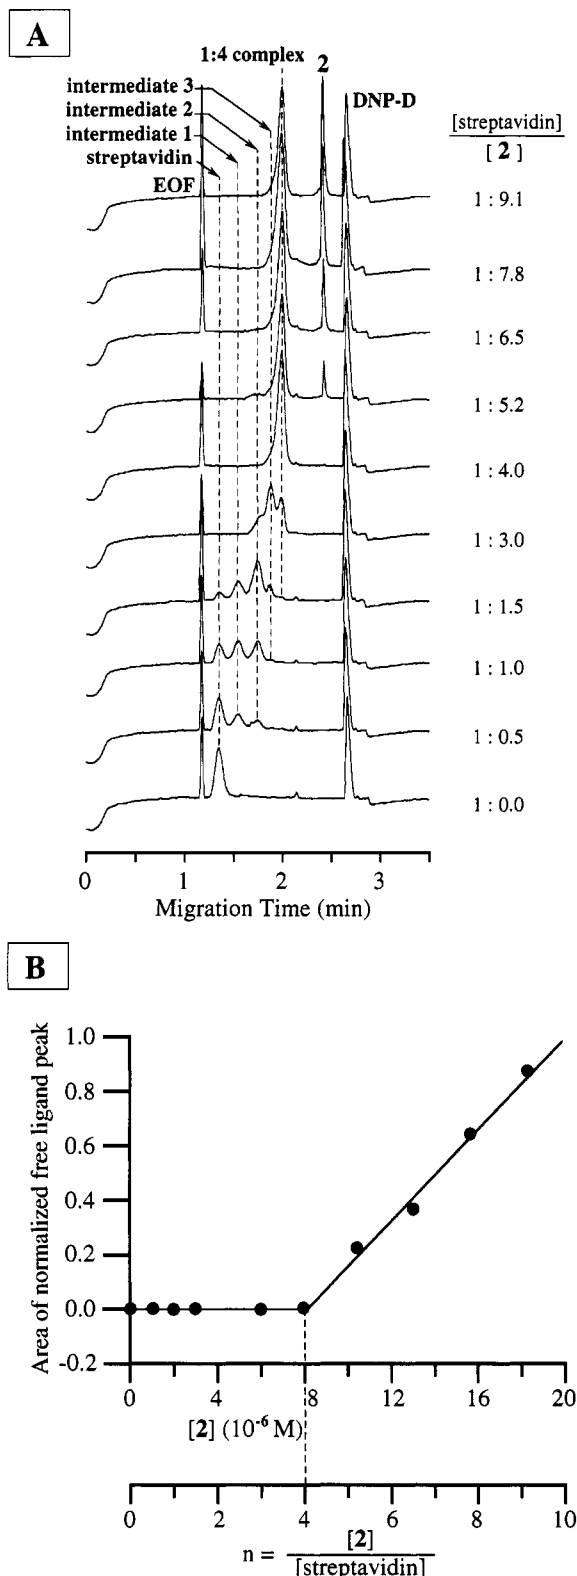 A
1:4 complex
2
intermediate 3
DNP-D
intermediate 2
[streptavidin]
[ 2 ]
intermediate 1
streptavidin
EOF
1 : 9.1
1 : 7.8
1 : 6.5
1 : 5.2
1 : 4.0
1 : 3.0
1 : 1.5
1 : 1.0
1 : 0.5
1 : 0.0
0 1 2 3
Migration Time (min)
B
Area of normalized free ligand peak
1.0
0.8
0.6
0.4
0.2
0.0
-0.2
0 4 8 12 16 20
[2] (10-6 M)
0 2 4 6 8 10
n = [2]
[streptavidin]